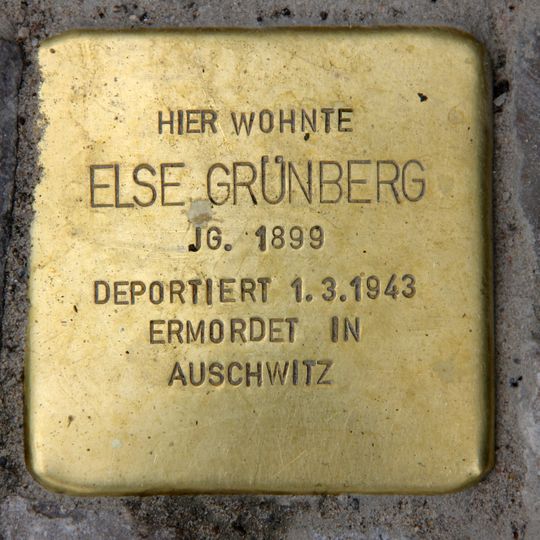 HIER WOHNTE
ELSE GRÜNBERG
JG. 1899
DEPORTIERT 1.3.1943
ERMORDET IN
AUSCHWITZ